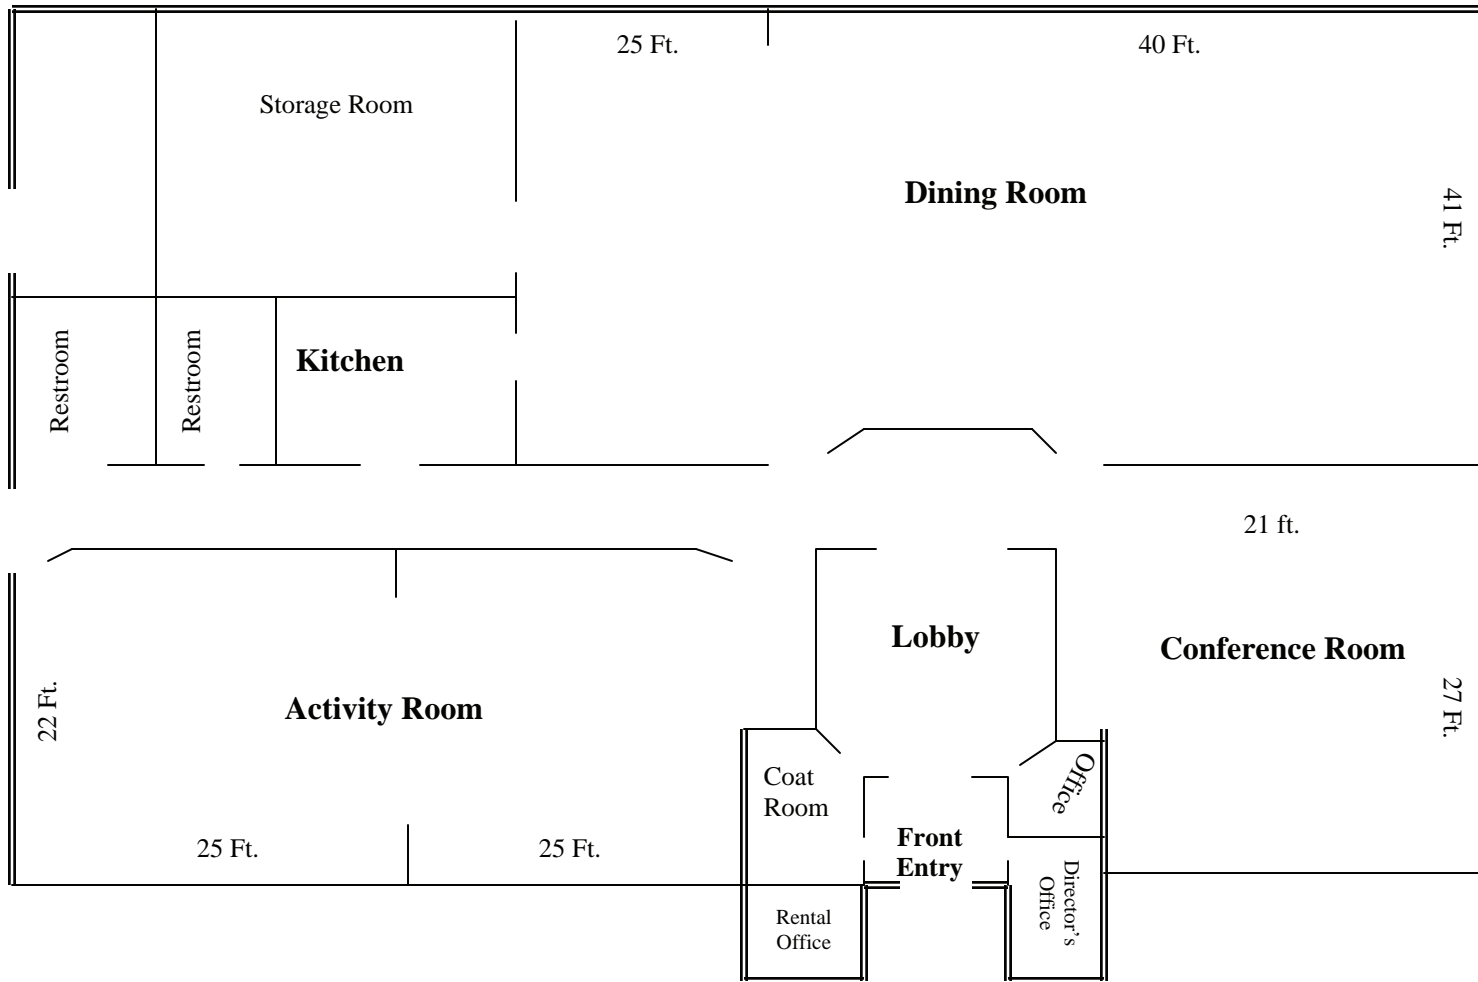 25 Ft.
40 Ft.
Storage Room
Dining Room
41 Ft.
Restroom
Restroom
Kitchen
21 ft.
Lobby
Conference Room
22 Ft.
Activity Room
27 Ft.
Coat
Room
Office
Front
Entry
25 Ft.
25 Ft.
Director's
Office
Rental
Office